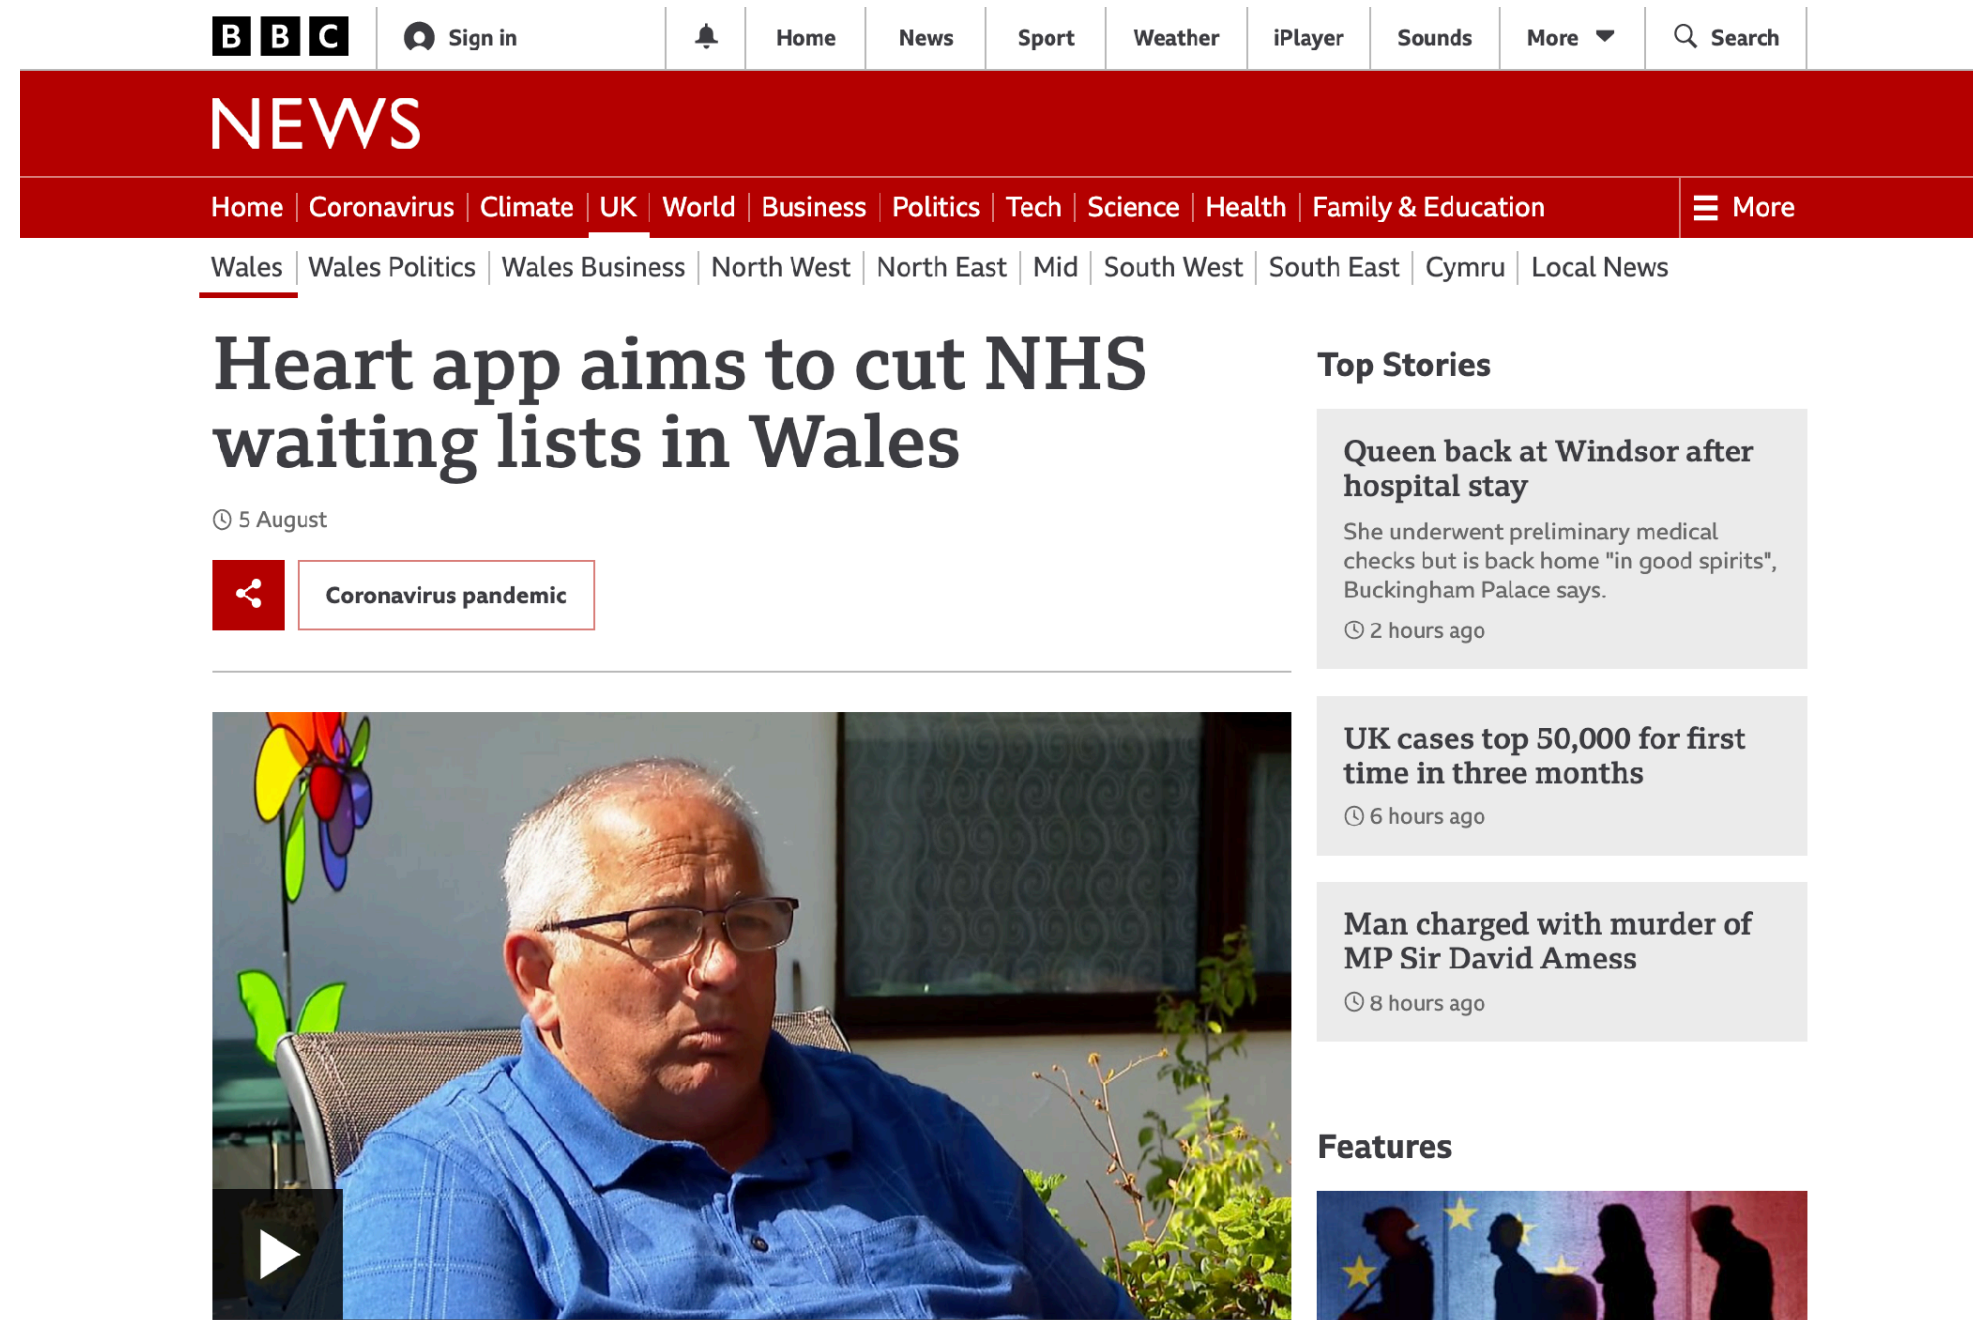 BBC
Sign in
Home
News
Sport
Weather
iPlayer
Sounds
More
Search
NEWS
Home
Coronavirus
Climate
UK
World
Business
Politics
Tech
Science
Health
Family & Education
More
Wales
Wales Politics
Wales Business
North West
North East
Mid
South West
South East
Cymru
Local News
Heart app aims to cut NHS
waiting lists in Wales
5 August
Coronavirus pandemic
Top Stories
Queen back at Windsor after
hospital stay
She underwent preliminary medical
checks but is back home "in good spirits",
Buckingham Palace says.
2 hours ago
UK cases top 50,000 for first
time in three months
6 hours ago
Man charged with murder of
MP Sir David Amess
8 hours ago
Features